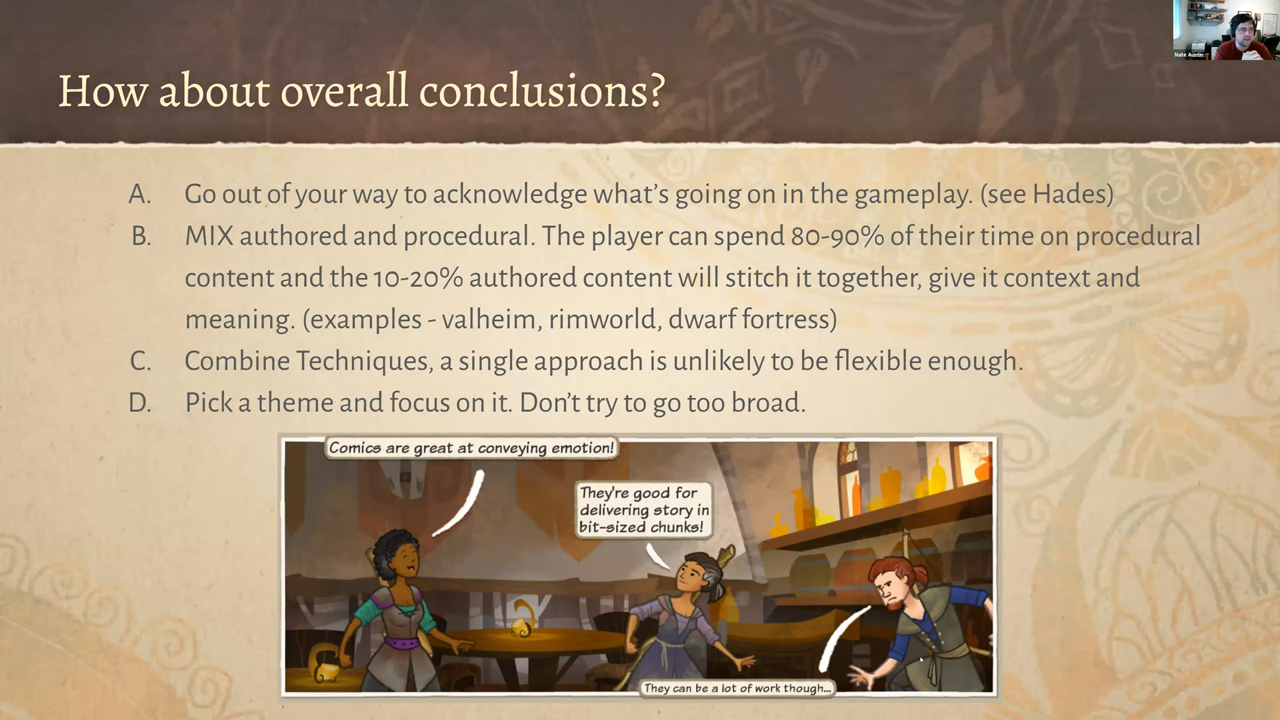 Nate Austin
How about overall conclusions?
A. Go out of your way to acknowledge what's going on in the gameplay. (see Hades)
B. MIX authored and procedural. The player can spend 80-90% of their time on procedural
content and the 10-20% authored content will stitch it together, give it context and
meaning. (examples - valheim, rimworld, dwarf fortress)
C. Combine Techniques, a single approach is unlikely to be flexible enough.
D. Pick a theme and focus on it. Don't try to go too broad.
Comics are great at conveying emotion!
They're good for
delivering story in
bit-sized chunks!
They can be a lot of work though...